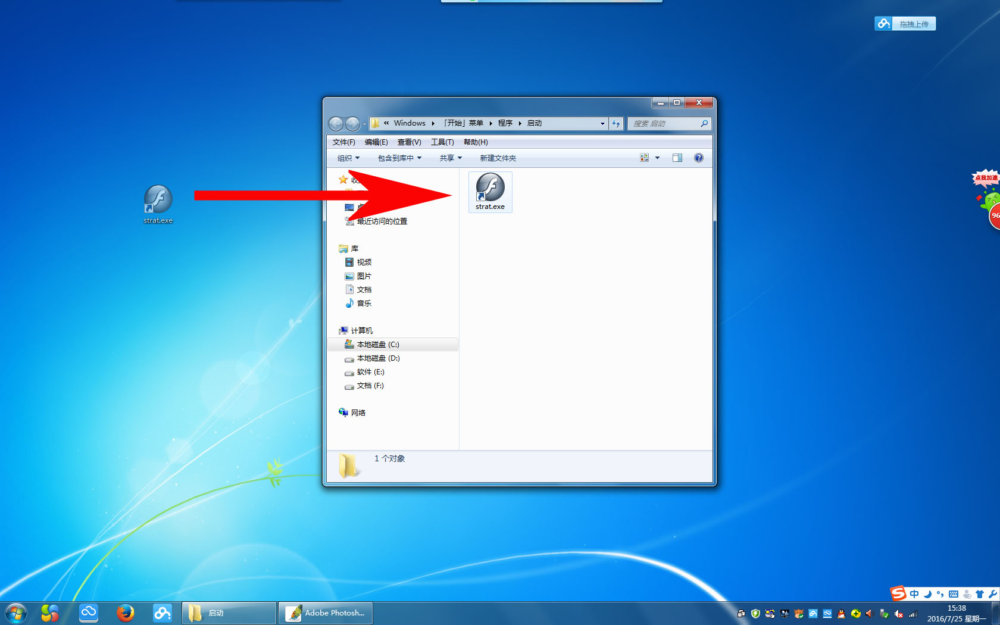 拖拽上传
« Windows ▸ 「开始」菜单 ▸ 程序 ▸ 启动
搜索 启动
文件(F) 编辑(E) 查看(V) 工具(T) 帮助(H)
组织 包含到库中 共享 新建文件夹
strat.exe
strat.exe
最近访问的位置
库
视频
图片
文档
音乐
计算机
本地磁盘 (C:)
本地磁盘 (D:)
软件 (E:)
文档 (F:)
网络
1 个对象
点我加速
96
中
启动
Adobe Photosh...
15:38
2016/7/25 星期一